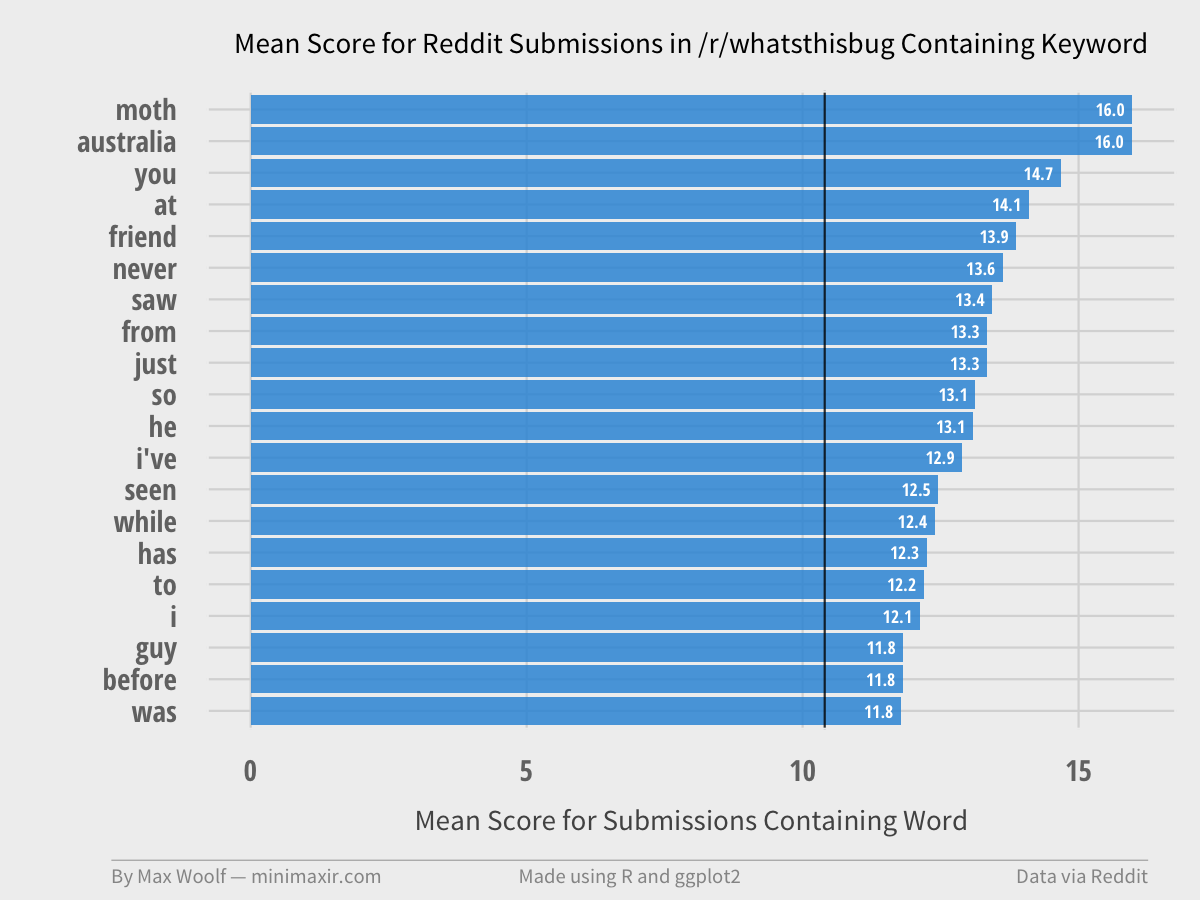 Mean Score for Reddit Submissions in /r/whatsthisbug Containing Keyword
moth 16.0
australia 16.0
you 14.7
at 14.1
friend 13.9
never 13.6
saw 13.4
from 13.3
just 13.3
so 13.1
he 13.1
i've 12.9
seen 12.5
while 12.4
has 12.3
to 12.2
i 12.1
guy 11.8
before 11.8
was 11.8
0 5 10 15
Mean Score for Submissions Containing Word
By Max Woolf — minimaxir.com Made using R and ggplot2 Data via Reddit